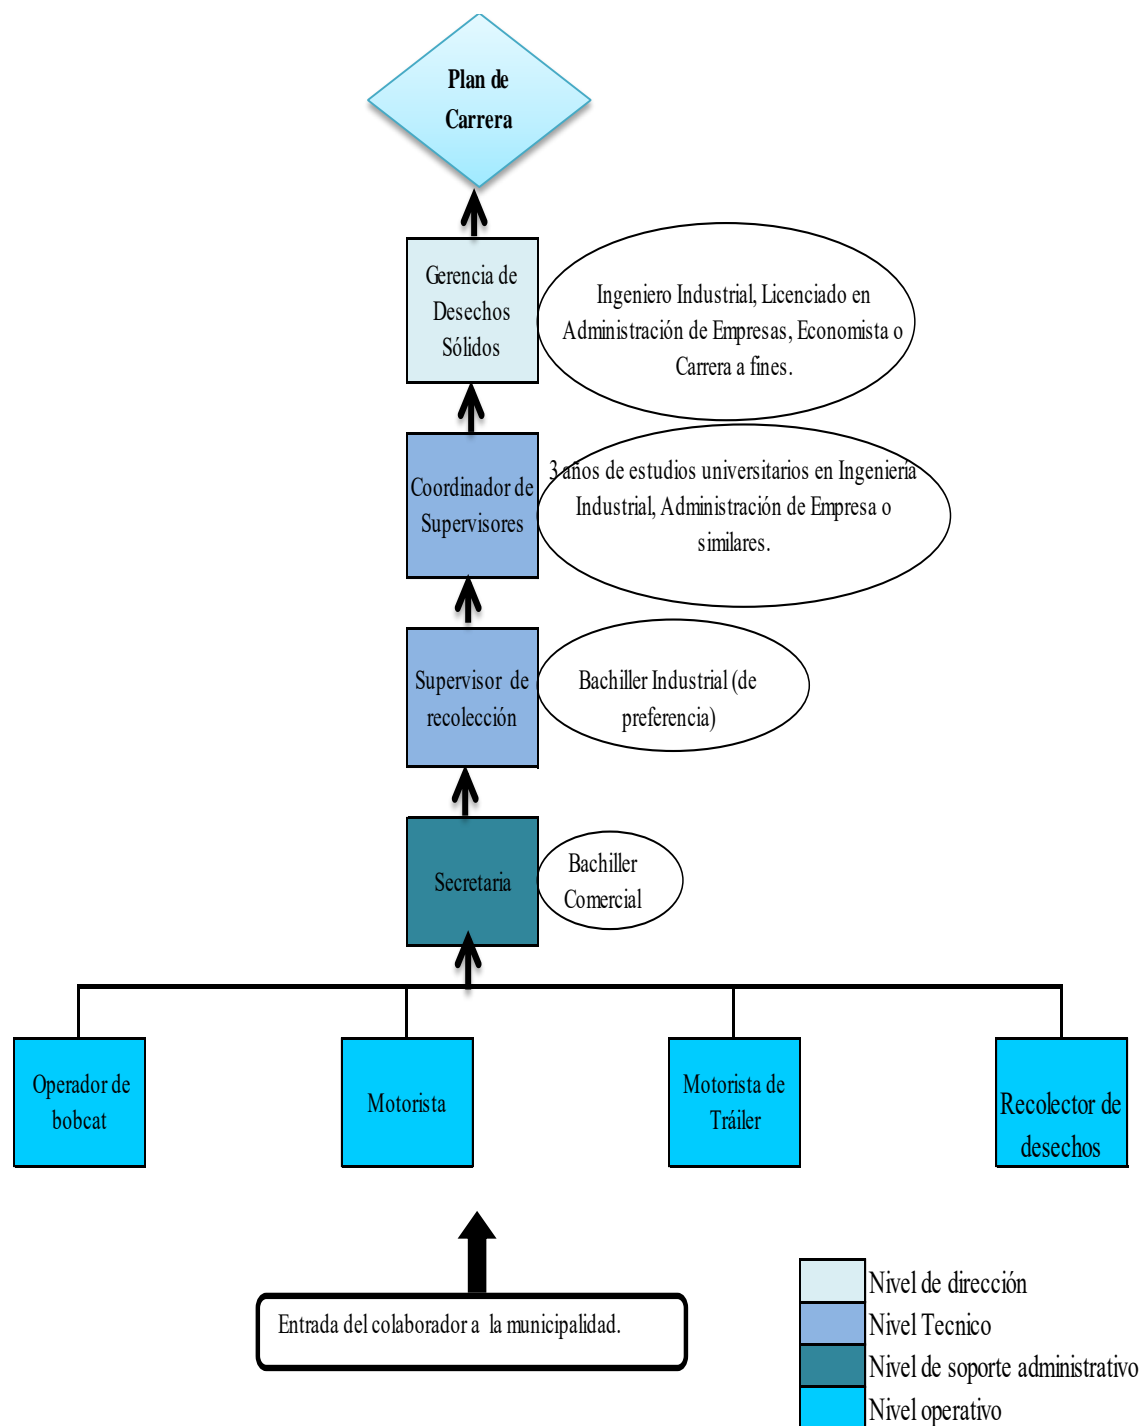 Plan de
Carrera
Gerencia de
Desechos
Sólidos
Ingeniero Industrial, Licenciado en
Administración de Empresas, Economista o
Carrera a fines.
Coordinador de
Supervisores
3 años de estudios universitarios en Ingeniería
Industrial, Administración de Empresa o
similares.
Supervisor de
recolección
Bachiller Industrial (de
preferencia)
Secretaria
Bachiller
Comercial
Operador de
bobcat
Motorista
Motorista de
Tráiler
Recolector de
desechos
Entrada del colaborador a la municipalidad.
Nivel de dirección
Nivel Tecnico
Nivel de soporte administrativo
Nivel operativo